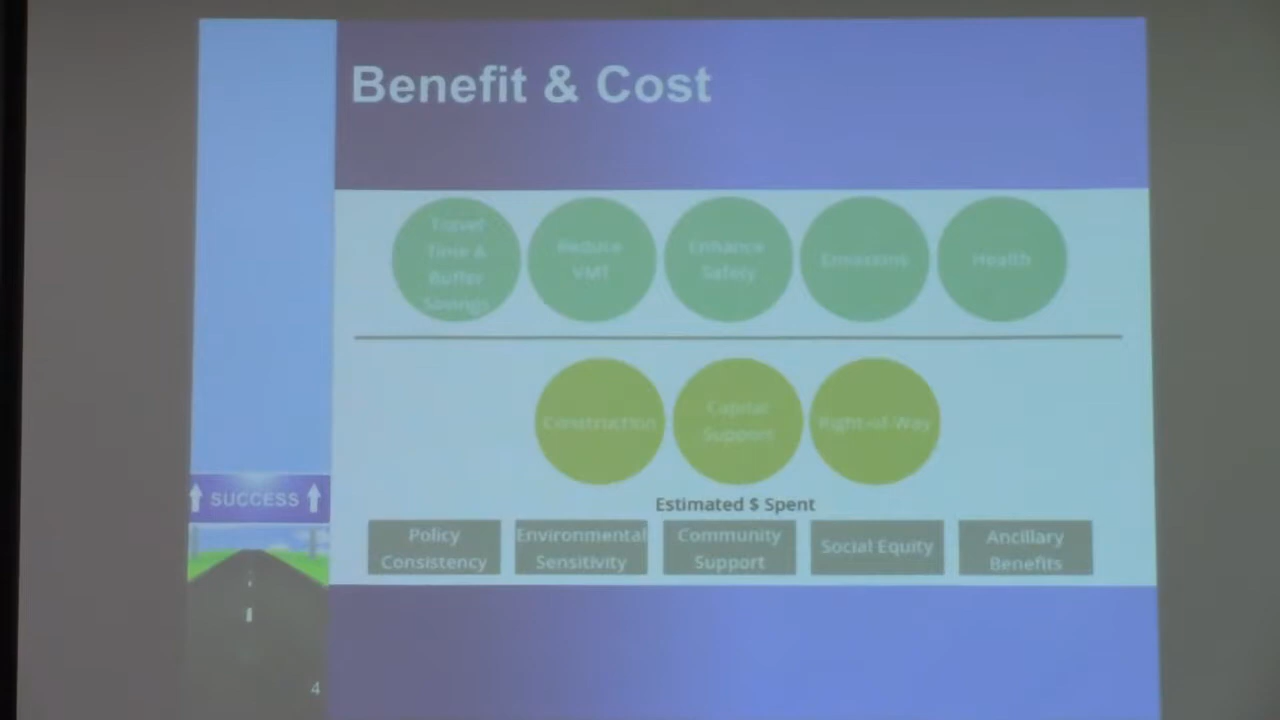 Benefit & Cost
Travel
Time &
Buffer
Savings
Reduce
VMT
Enhance
Safety
Emissions
Health
Construction
Capital
Support
Right-of-Way
Estimated $ Spent
SUCCESS
Policy
Consistency
Environmental
Sensitivity
Community
Support
Social Equity
Ancillary
Benefits
4